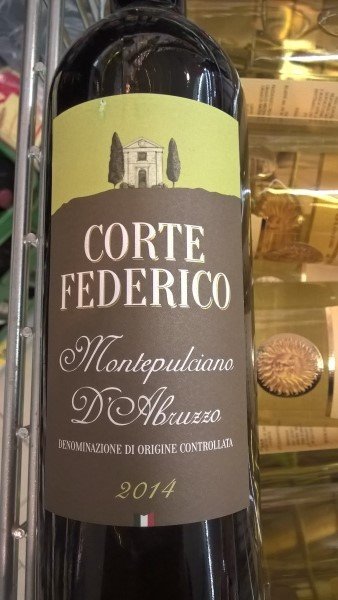 CORTE
FEDERICO
Montepulciano
D'Abruzzo
DENOMINAZIONE DI ORIGINE CONTROLLATA
2014